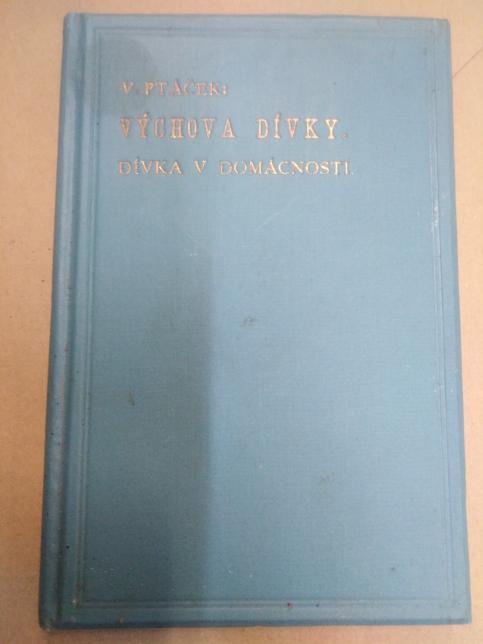 V. PTÁČEK:
VÝCHOVA DÍVKY.
DÍVKA V DOMÁCNOSTI.